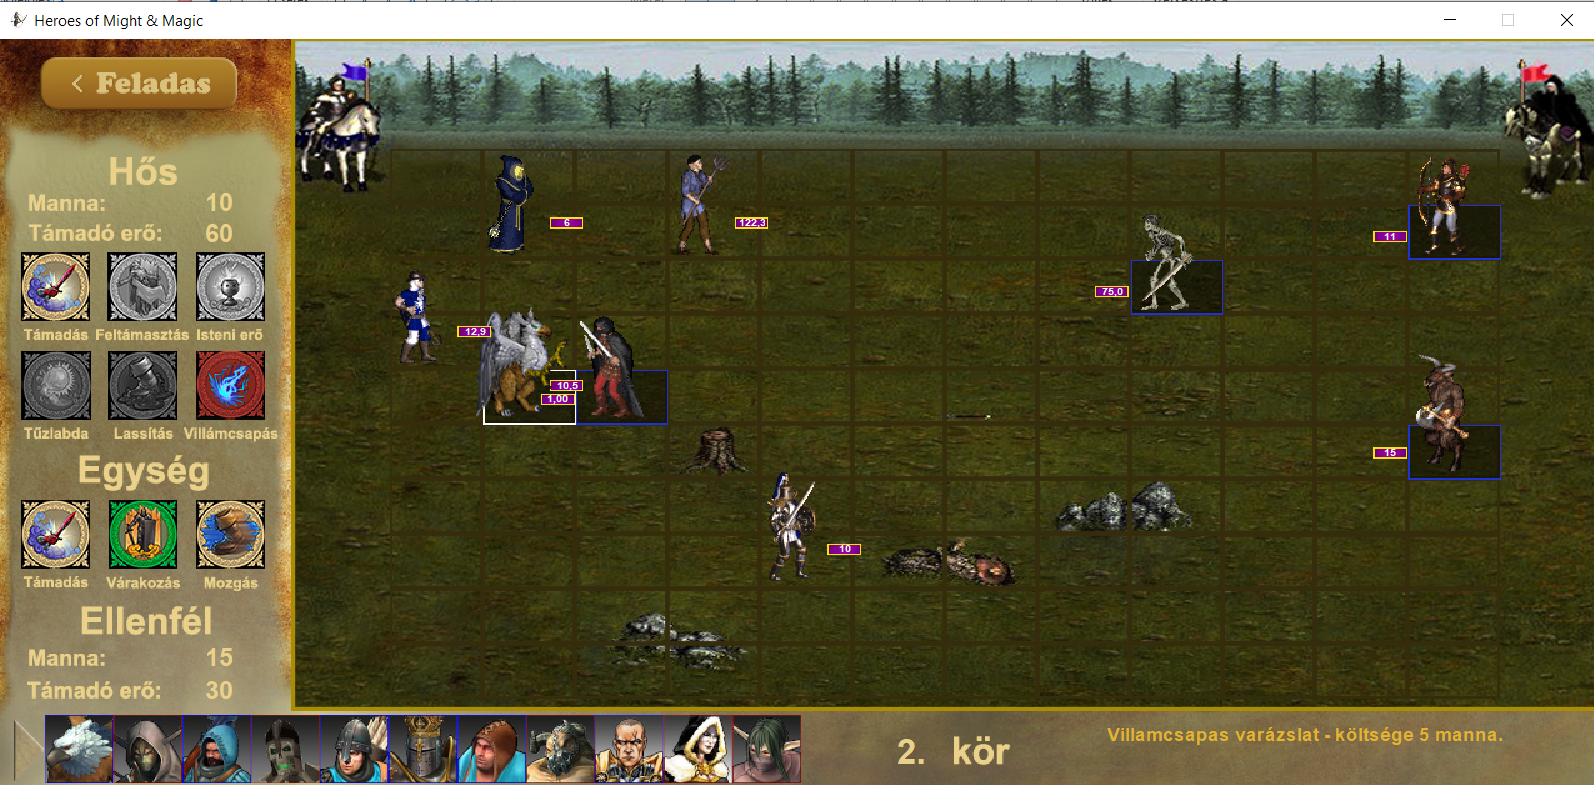 Heroes of Might & Magic
Feladas
Hős
Manna: 10
Támadó erő: 60
Támadás Feltámasztás Isteni erő
Tűzlabda Lassítás Villámcsapás
Egység
Támadás Várakozás Mozgás
Ellenfél
Manna: 15
Támadó erő: 30
6
122,3
11
75,0
12,9
10,5
1,00
15
10
2. kör
Villamcsapas varázslat - költsége 5 manna.